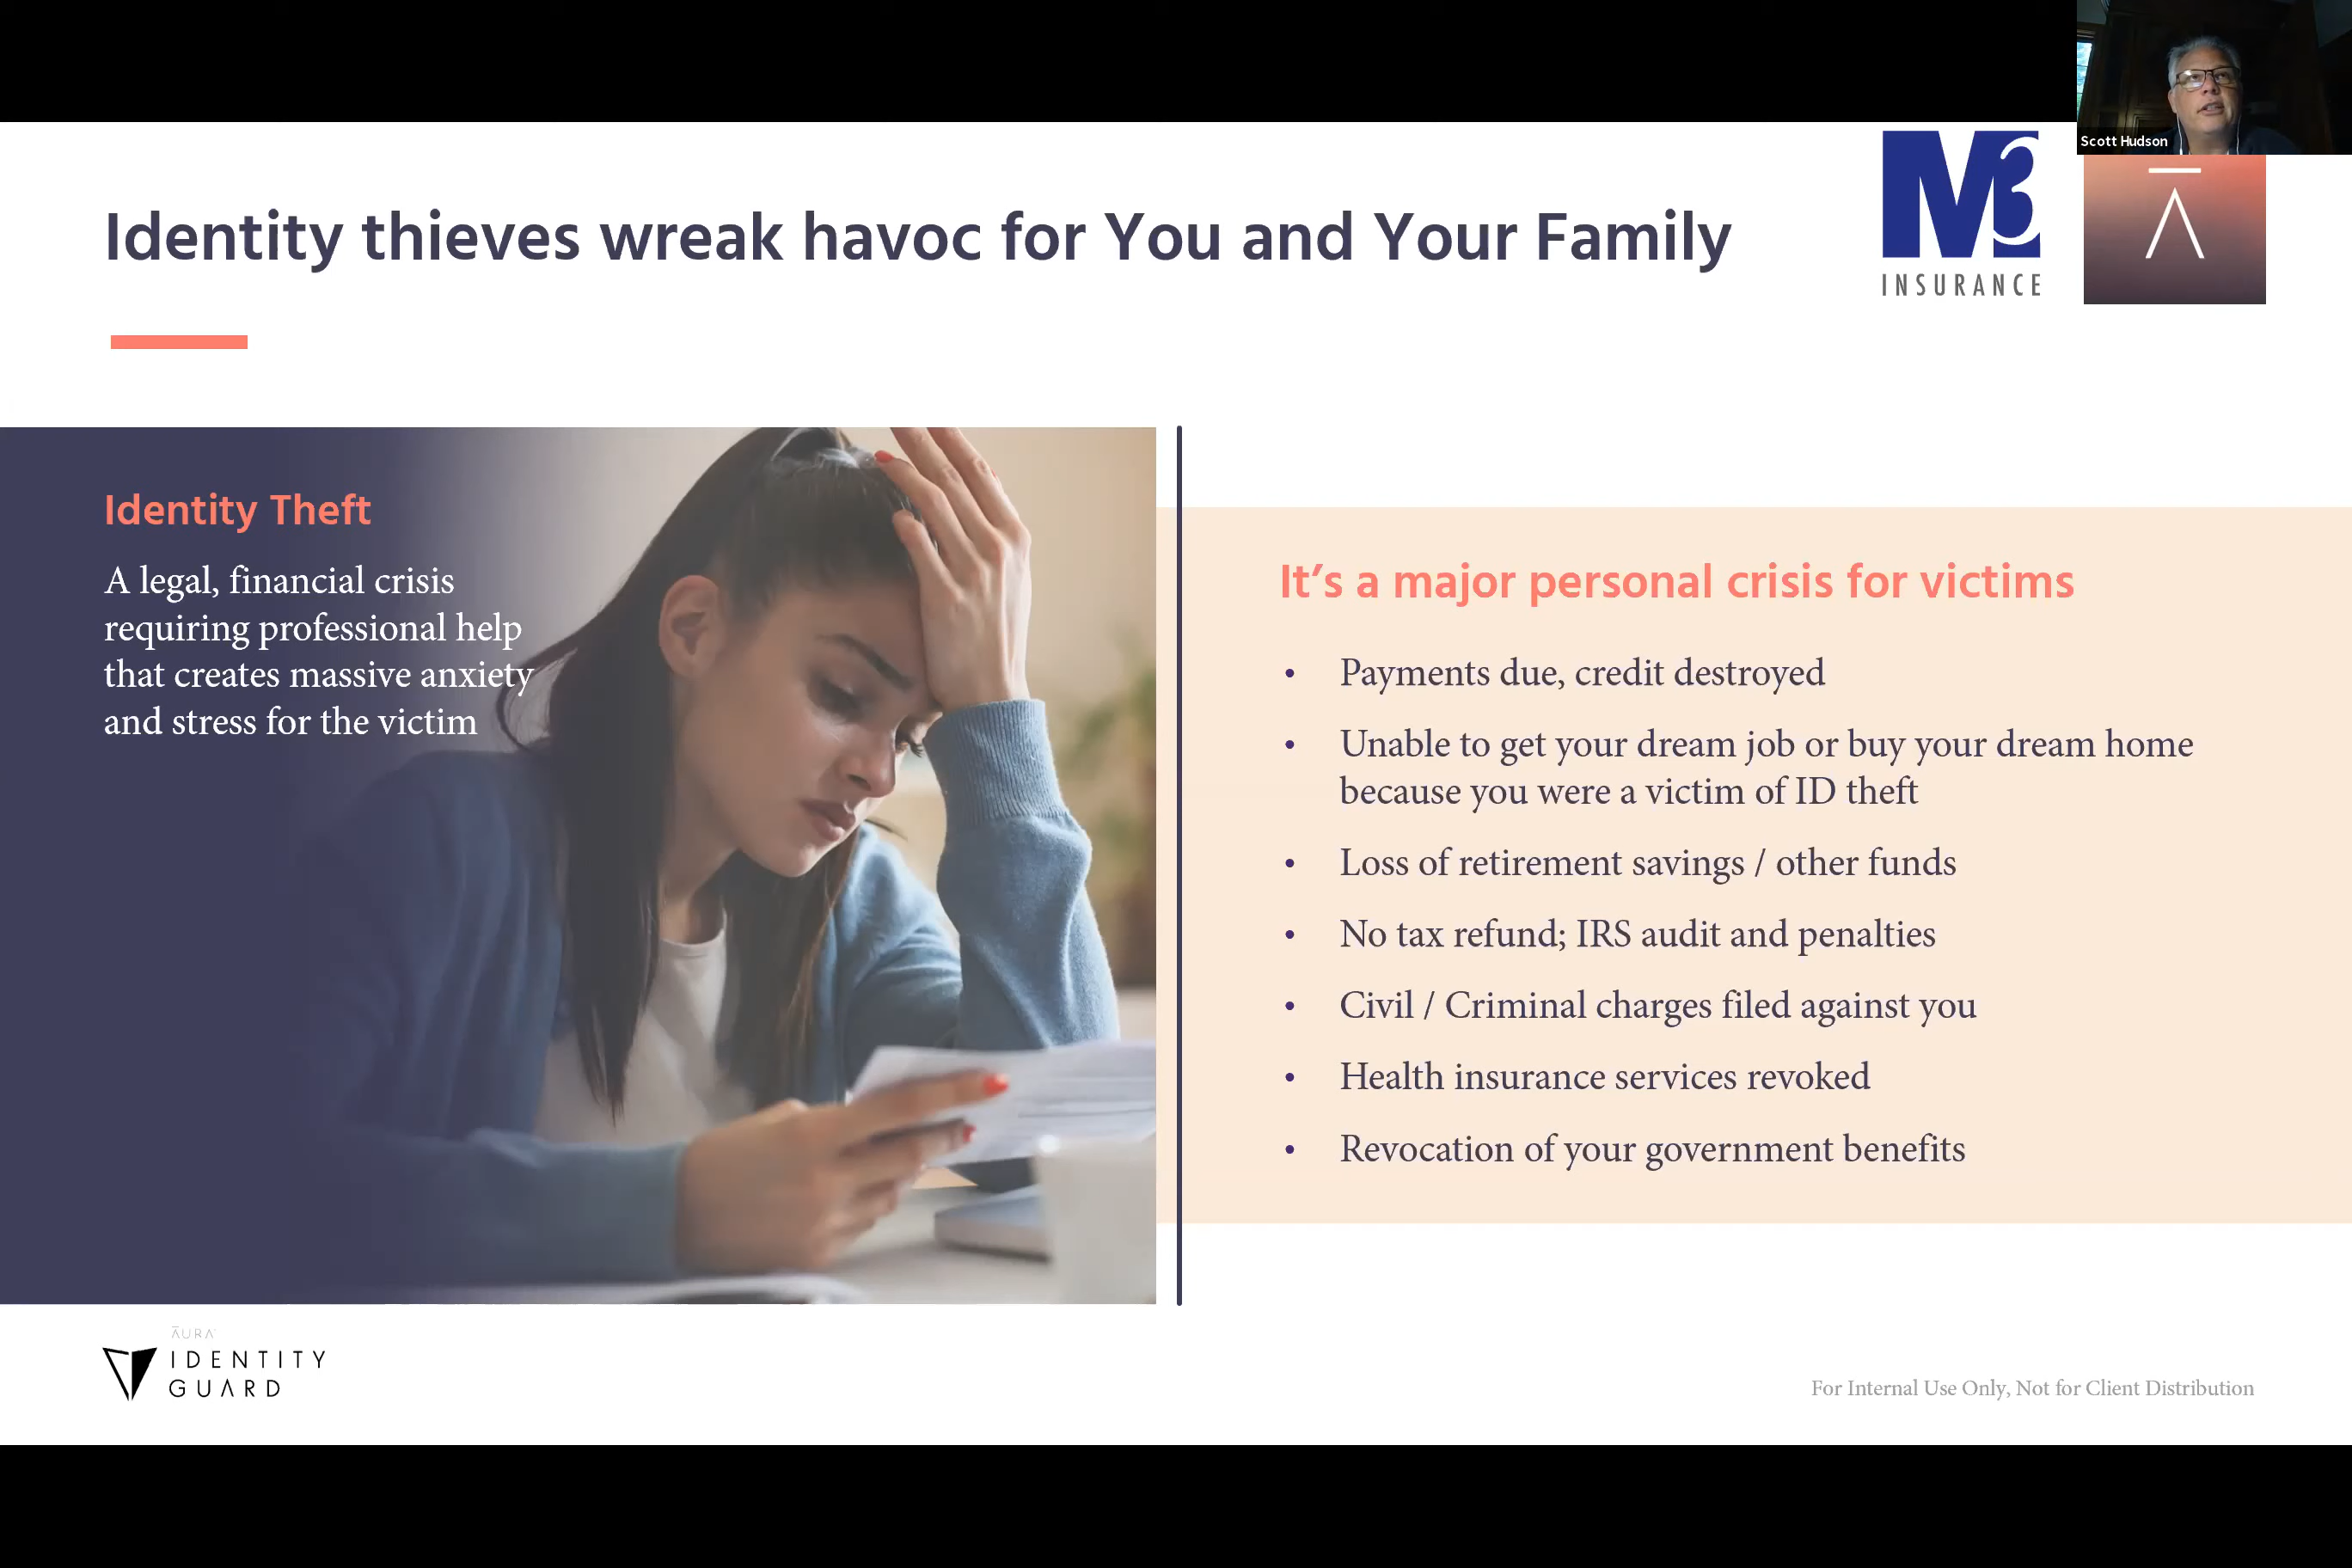 Scott Hudson
Identity thieves wreak havoc for You and Your Family
M3
INSURANCE
Identity Theft
A legal, financial crisis
requiring professional help
that creates massive anxiety
and stress for the victim
It’s a major personal crisis for victims
• Payments due, credit destroyed
• Unable to get your dream job or buy your dream home
because you were a victim of ID theft
• Loss of retirement savings / other funds
• No tax refund; IRS audit and penalties
• Civil / Criminal charges filed against you
• Health insurance services revoked
• Revocation of your government benefits
ĀURA
IDENTITY
GUARD
For Internal Use Only, Not for Client Distribution